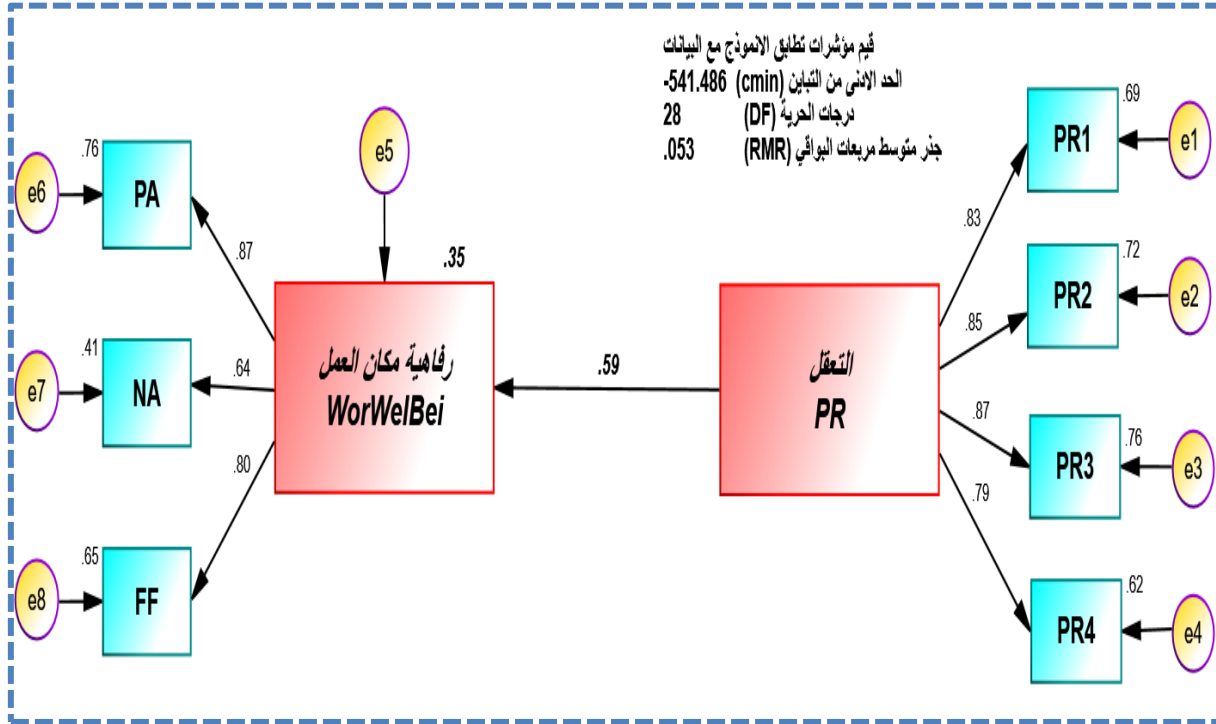 قيم مؤشرات تطابق الانموذج مع البيانات
الحد الادنى من التباين (cmin) -541.486
درجات الحرية (DF) 28
جذر متوسط مربعات البواقي (RMR) .053
e5
.76
e6
PA
.87
.41
e7
NA
.64
.65
e8
FF
.80
.35
رفاهية مكان العمل
WorWelBei
.59
التعقل
PR
.69
PR1
e1
.83
.72
PR2
e2
.85
.76
PR3
e3
.87
.62
PR4
e4
.79